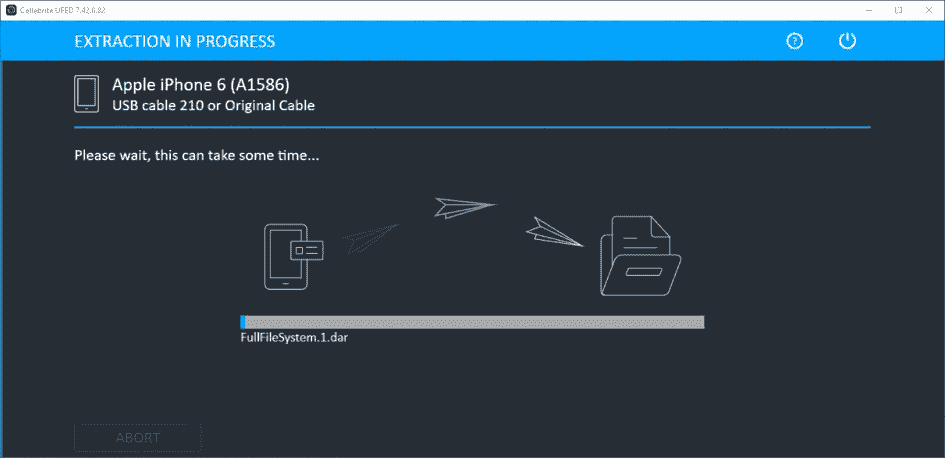 Cellebrite UFED 7.42.0.82
EXTRACTION IN PROGRESS
?
Apple iPhone 6 (A1586)
USB cable 210 or Original Cable
Please wait, this can take some time...
FullFileSystem.1.dar
ABORT